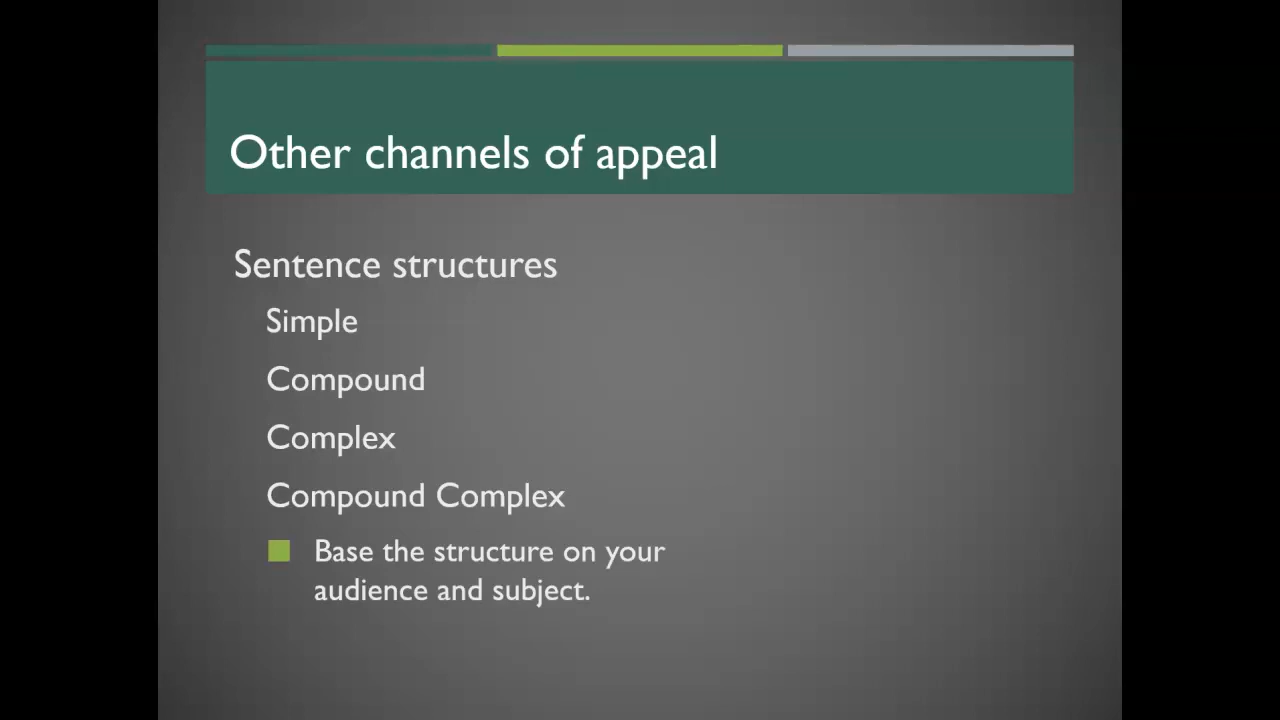 Other channels of appeal
Sentence structures
Simple
Compound
Complex
Compound Complex
Base the structure on your
audience and subject.